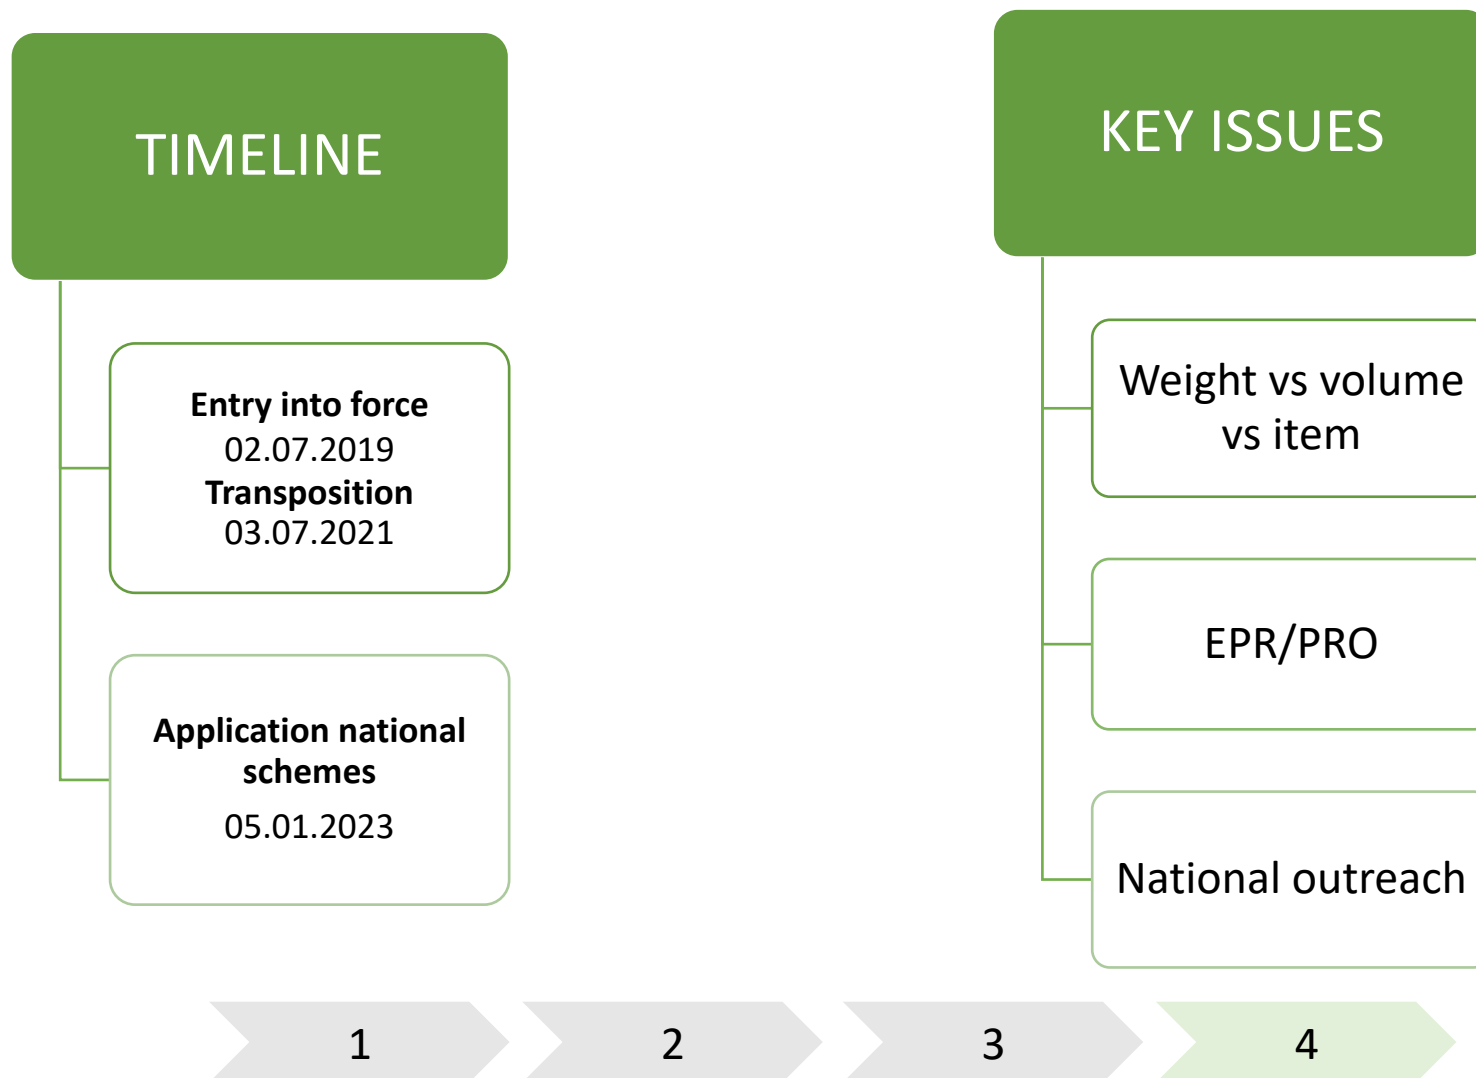 TIMELINE
Entry into force
02.07.2019
Transposition
03.07.2021
Application national
schemes
05.01.2023
KEY ISSUES
Weight vs volume
vs item
EPR/PRO
National outreach
1
2
3
4